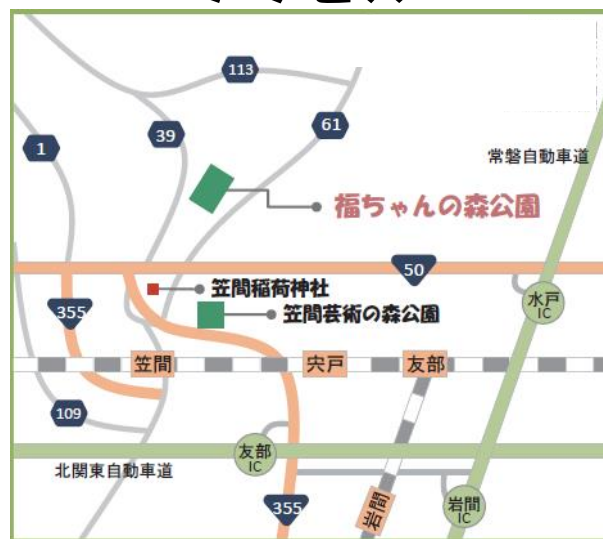 113
39
61
1
常磐自動車道
福ちゃんの森公園
50
笠間稲荷神社
水戸
IC
355
笠間芸術の森公園
笠間
宍戸
友部
109
友部
IC
北関東自動車道
岩間
岩間
IC
355